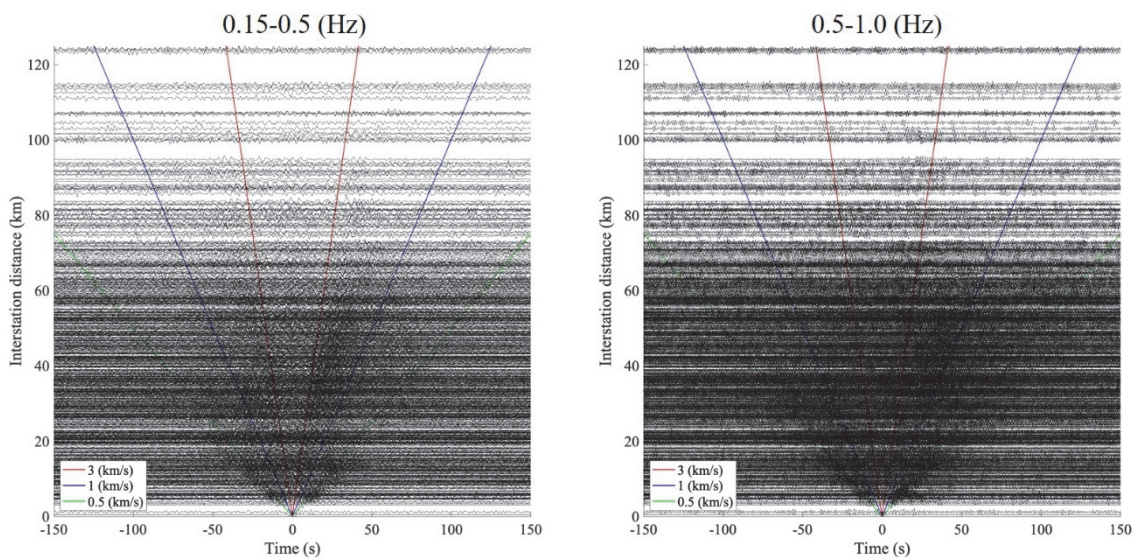 0.15-0.5 (Hz)
Interstation distance (km)
120
100
80
60
40
20
0
3 (km/s)
1 (km/s)
0.5 (km/s)
-150 -100 -50 0 50 100 150
Time (s)
0.5-1.0 (Hz)
Interstation distance (km)
120
100
80
60
40
20
0
3 (km/s)
1 (km/s)
0.5 (km/s)
-150 -100 -50 0 50 100 150
Time (s)